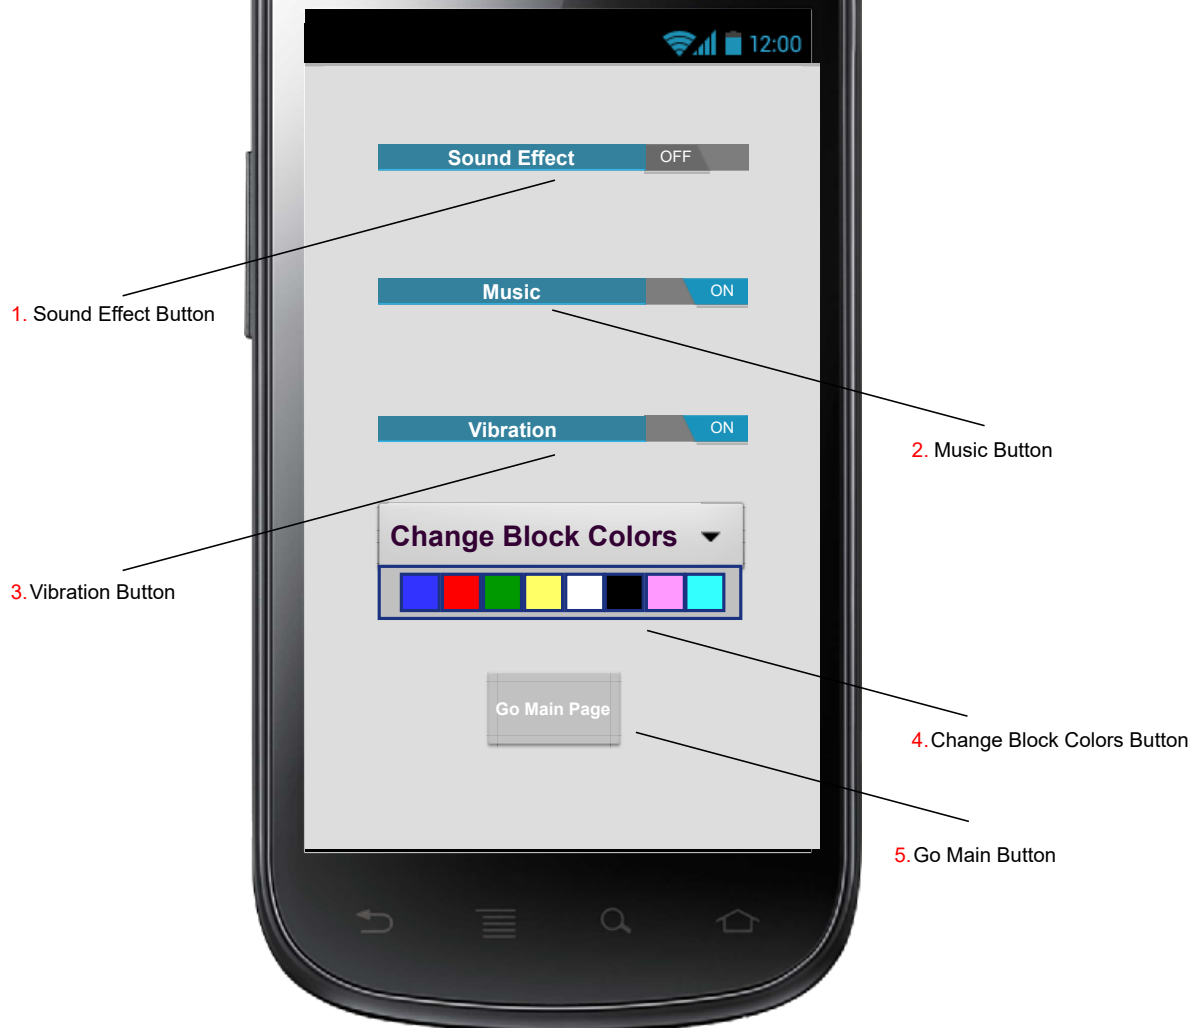 12:00
Sound Effect OFF
1. Sound Effect Button
Music ON
2. Music Button
Vibration ON
3. Vibration Button
Change Block Colors
4. Change Block Colors Button
Go Main Page
5. Go Main Button